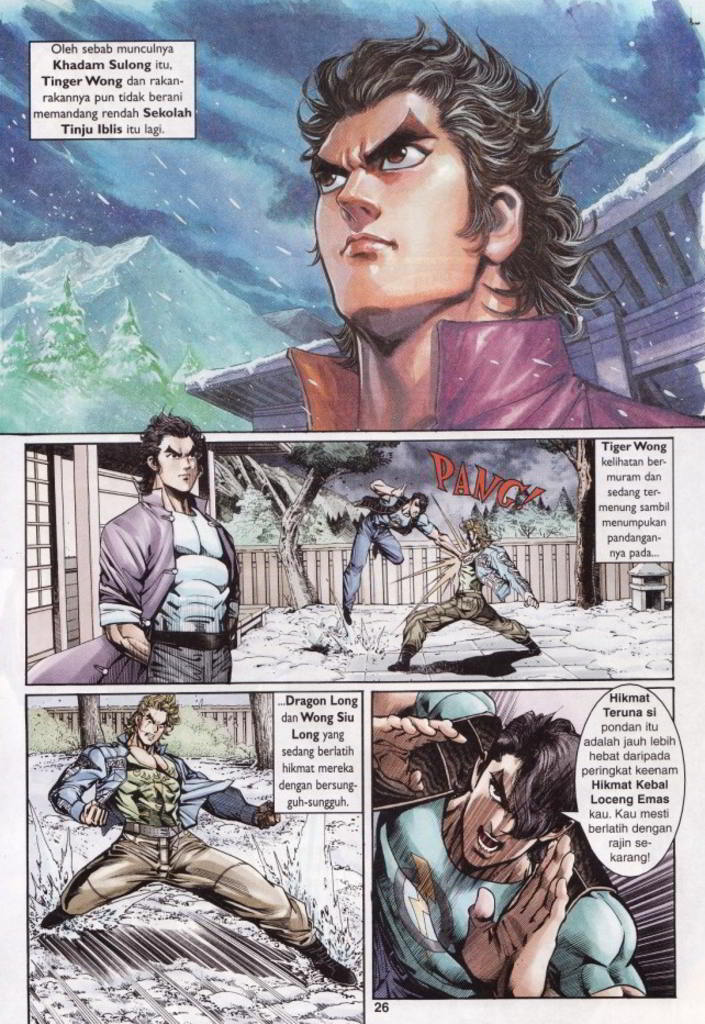 Oleh sebab munculnya
Khadam Sulong itu,
Tinger Wong dan rakan-
rakannya pun tidak berani
memandang rendah Sekolah
Tinju Iblis itu lagi.
Tiger Wong
kelihatan ber-
muram dan
sedang ter-
menung sambil
menumpukan
pandangan-
nya pada...
PANG!
...Dragon Long
dan Wong Siu
Long yang
sedang berlatih
hikmat mereka
dengan bersung-
guh-sungguh.
Hikmat
Teruna si
pondan itu
adalah jauh lebih
hebat daripada
peringkat keenam
Hikmat Kebal
Loceng Emas
kau. Kau mesti
berlatih dengan
rajin se-
karang!
26